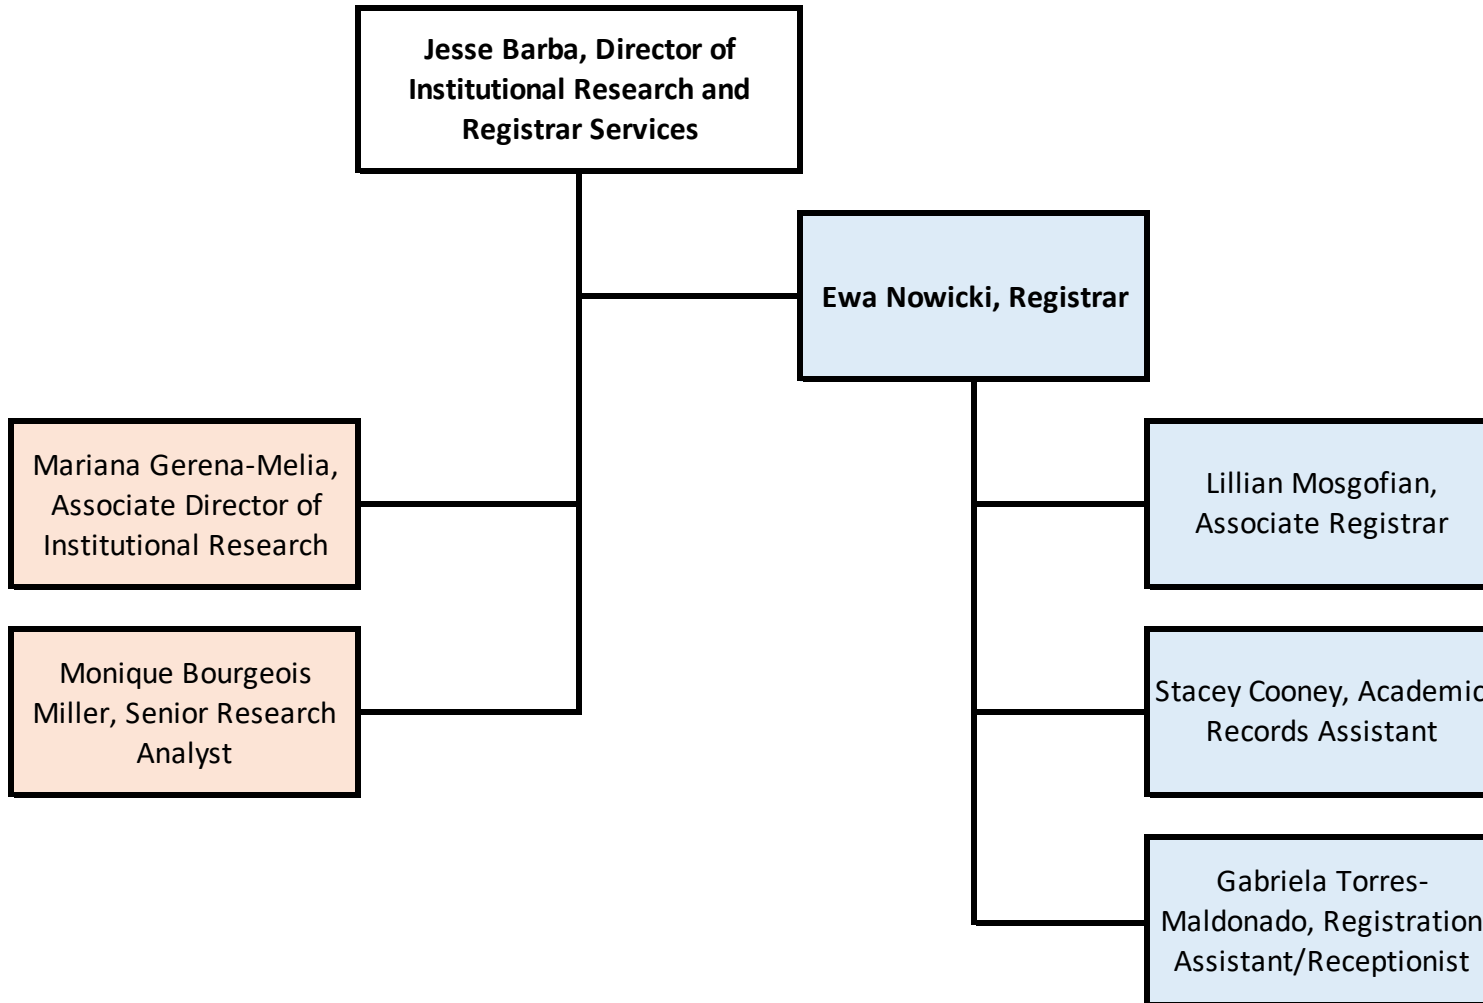 Jesse Barba, Director of
Institutional Research and
Registrar Services
Ewa Nowicki, Registrar
Mariana Gerena-Melia,
Associate Director of
Institutional Research
Lillian Mosgofian,
Associate Registrar
Monique Bourgeois
Miller, Senior Research
Analyst
Stacey Cooney, Academic
Records Assistant
Gabriela Torres-
Maldonado, Registration
Assistant/Receptionist